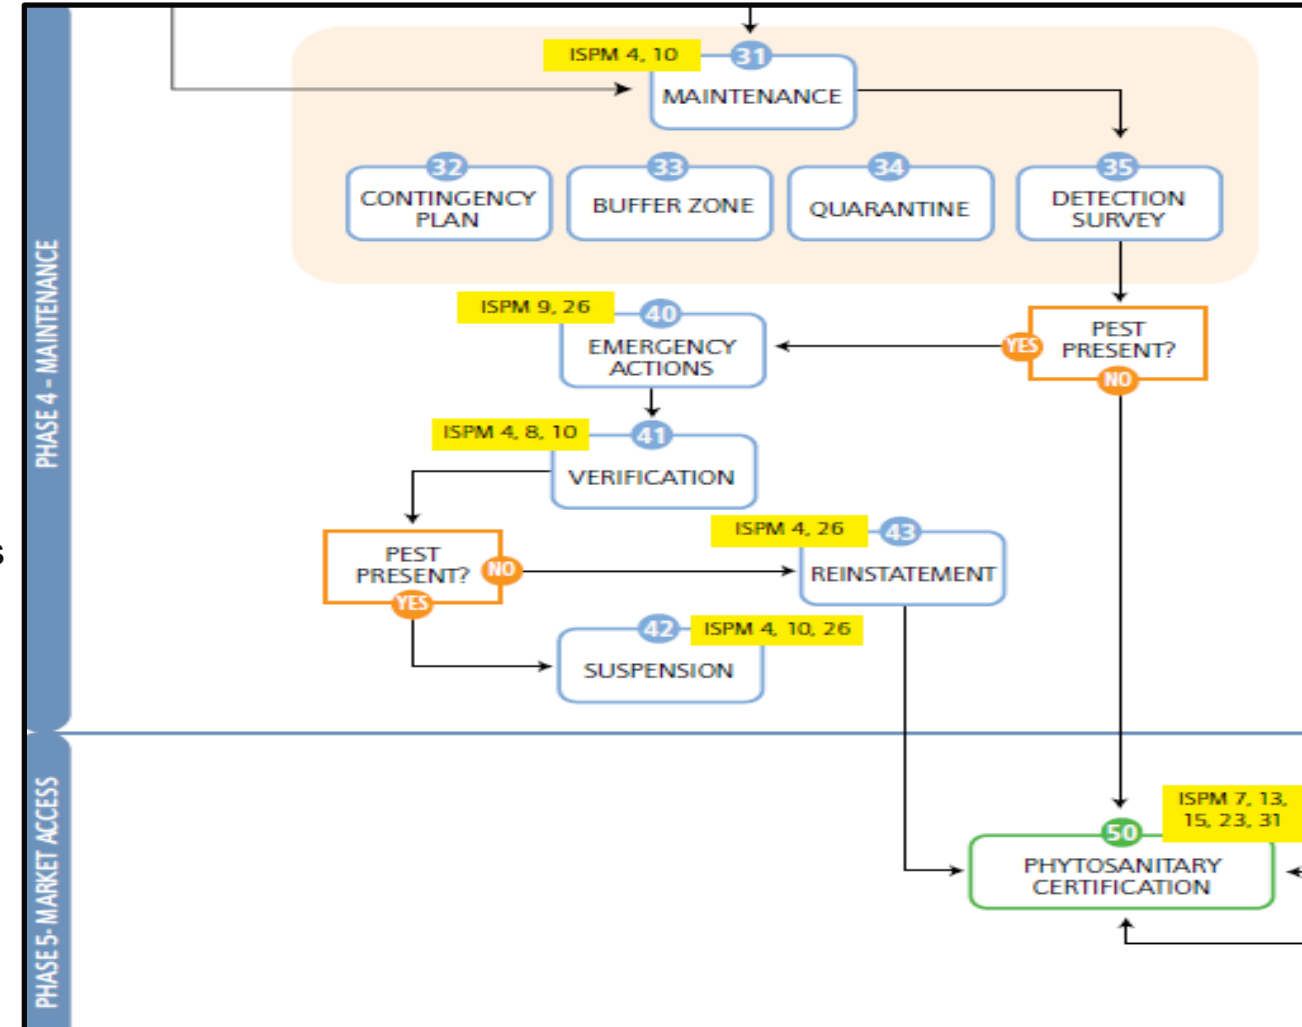 PHASE 4 – MAINTENANCE
ISPM 4, 10
31
MAINTENANCE
32
CONTINGENCY
PLAN
33
BUFFER ZONE
34
QUARANTINE
35
DETECTION
SURVEY
ISPM 9, 26
40
EMERGENCY
ACTIONS
YES
PEST
PRESENT?
NO
ISPM 4, 8, 10
41
VERIFICATION
s
PEST
PRESENT?
NO
YES
ISPM 4, 26
43
REINSTATEMENT
42
ISPM 4, 10, 26
SUSPENSION
PHASE 5- MARKET ACCESS
ISPM 7, 13,
15, 23, 31
50
PHYTOSANITARY
CERTIFICATION